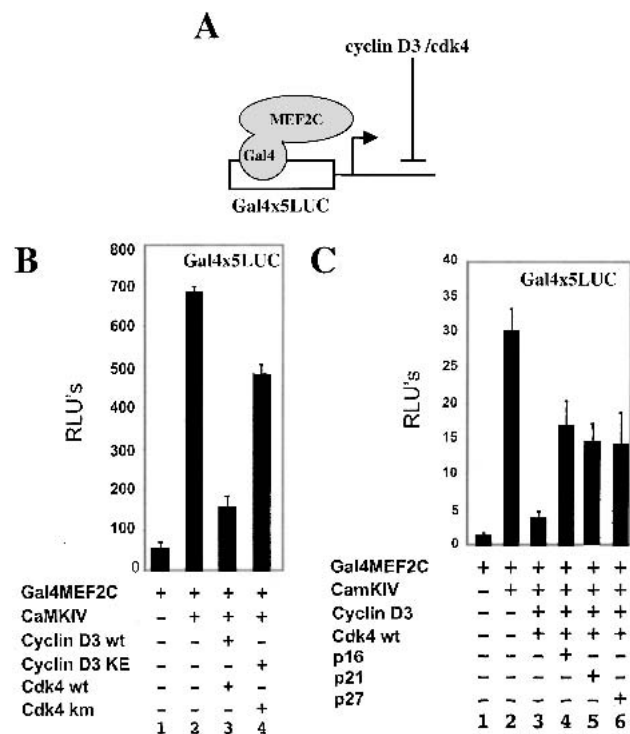 A
cyclin D3 /cdk4
MEF2C
Gal4
Gal4x5LUC
B
Gal4x5LUC
800
700
600
500
400
300
200
100
0
RLU's
Gal4MEF2C + + + +
CaMKIV - + + +
Cyclin D3 wt - - + -
Cyclin D3 KE - - - +
Cdk4 wt - - + -
Cdk4 km - - - +
1 2 3 4
C
Gal4x5LUC
40
35
30
25
20
15
10
5
0
RLU's
Gal4MEF2C + + + + + +
CamKIV - + + + + +
Cyclin D3 - - + + + +
Cdk4 wt - - + + + +
p16 - - - + - -
p21 - - - - + -
p27 - - - - - +
1 2 3 4 5 6